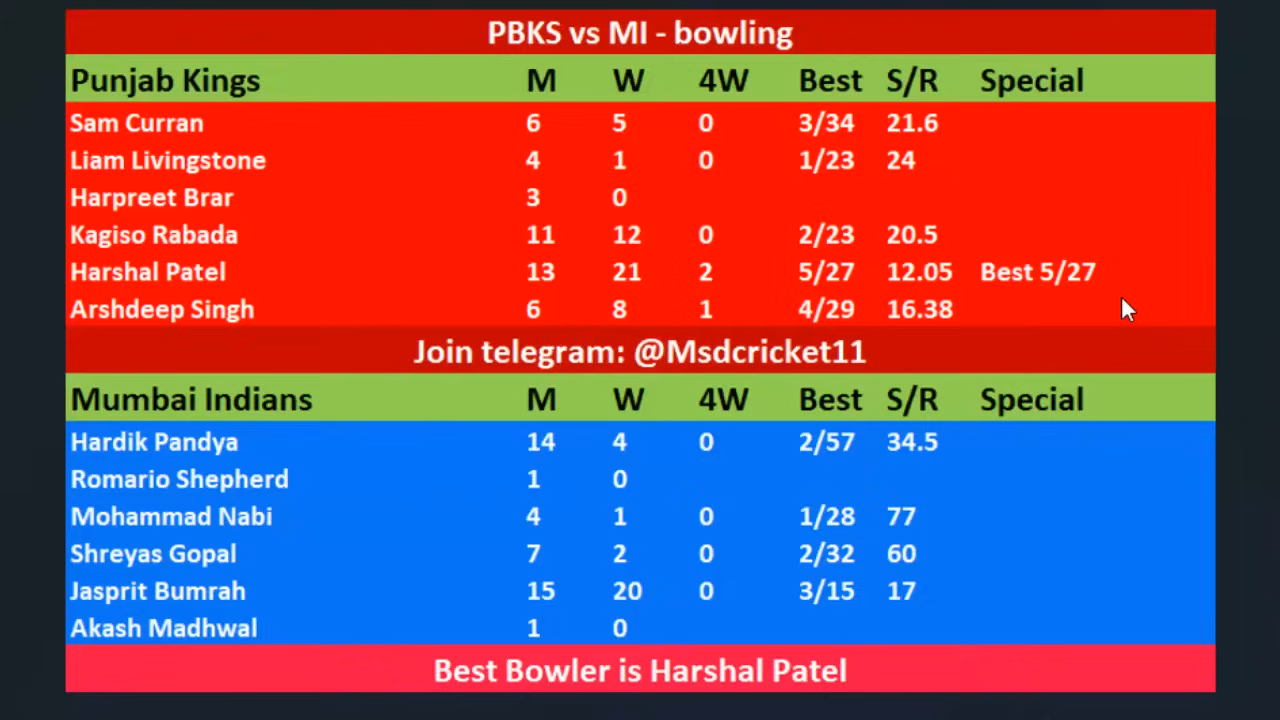 PBKS vs MI - bowling
Punjab Kings M W 4W Best S/R Special
Sam Curran 6 5 0 3/34 21.6
Liam Livingstone 4 1 0 1/23 24
Harpreet Brar 3 0
Kagiso Rabada 11 12 0 2/23 20.5
Harshal Patel 13 21 2 5/27 12.05 Best 5/27
Arshdeep Singh 6 8 1 4/29 16.38
Join telegram: @Msdcricket11
Mumbai Indians M W 4W Best S/R Special
Hardik Pandya 14 4 0 2/57 34.5
Romario Shepherd 1 0
Mohammad Nabi 4 1 0 1/28 77
Shreyas Gopal 7 2 0 2/32 60
Jasprit Bumrah 15 20 0 3/15 17
Akash Madhwal 1 0
Best Bowler is Harshal Patel